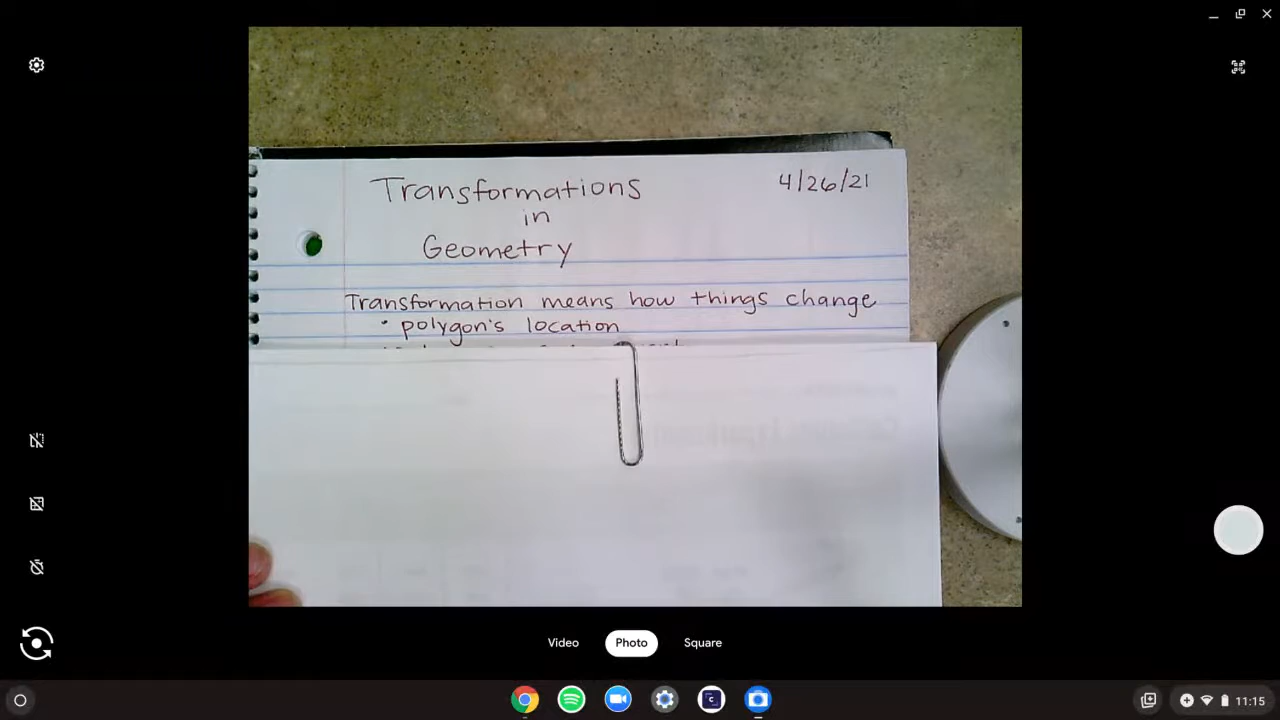 Transformations
in
Geometry
4/26/21
Transformation means how things change
• polygon's location
Video
Photo
Square
11:15